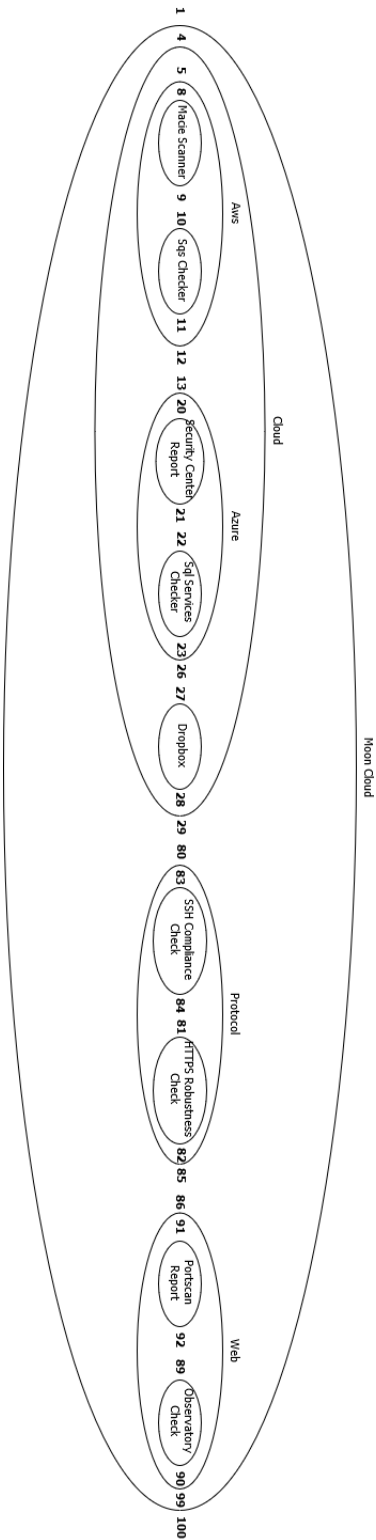 1
4
5
8
Macie Scanner
9
10
Sqs Checker
11
Aws
12
13
20
Security Center
Report
21
22
Sql Services
Checker
23
Azure
26
27
Dropbox
28
Cloud
29
80
83
SSH Compliance
Check
84
81
HTTPS Robustness
Check
82
Protocol
85
86
91
Portscan
Report
92
89
Observatory
Check
90
Web
99
Moon Cloud
100